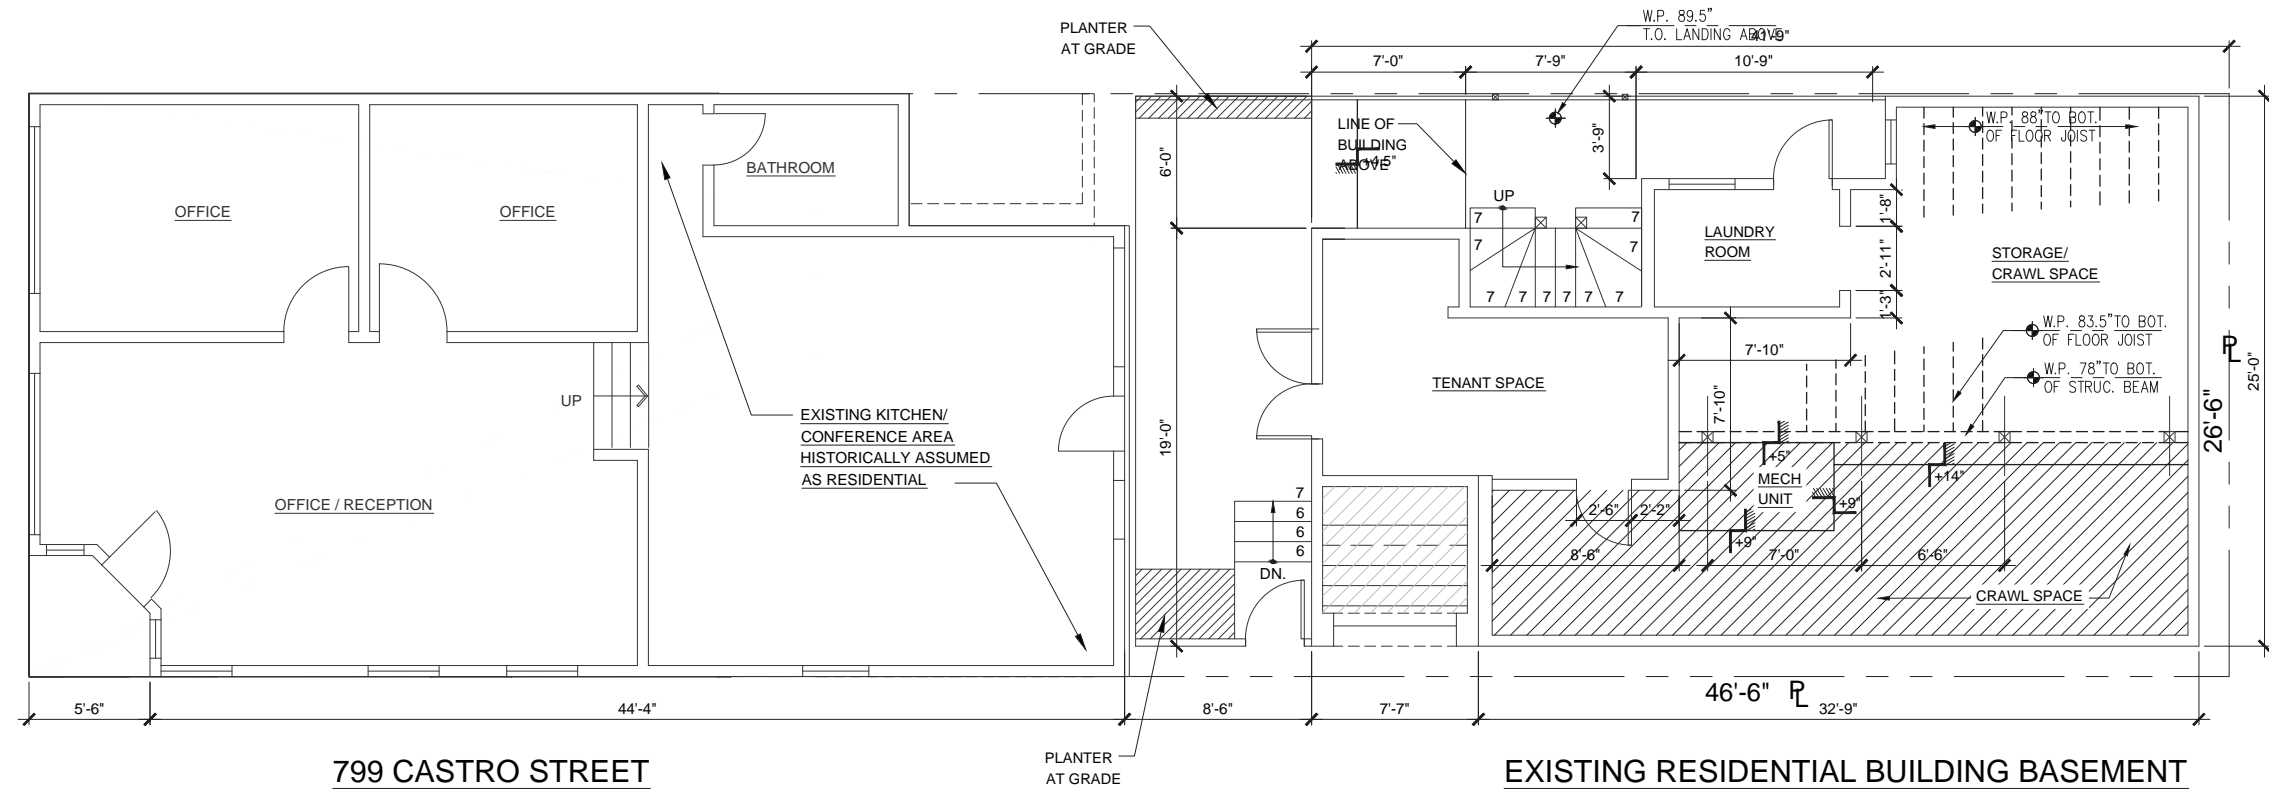 PLANTER
AT GRADE
W.P. 89.5"
T.O. LANDING ABOVE
41'-9"
7'-0"
7'-9"
10'-9"
LINE OF
BUILDING
ABOVE
+4.5"
3'-9"
6'-0"
W.P. 88"TO BOT.
OF FLOOR JOIST
BATHROOM
OFFICE
OFFICE
UP
7
7
7
7
7
7
7
7
7
7
LAUNDRY
ROOM
1'-8"
2'-11"
1'-3"
STORAGE/
CRAWL SPACE
W.P. 83.5"TO BOT.
OF FLOOR JOIST
W.P. 78"TO BOT.
OF STRUC. BEAM
PL
25'-0"
26'-6"
7'-10"
7'-10"
TENANT SPACE
UP
EXISTING KITCHEN/
CONFERENCE AREA
HISTORICALLY ASSUMED
AS RESIDENTIAL
19'-0"
OFFICE / RECEPTION
+5"
MECH
UNIT
+14"
+9"
+9"
7
6
6
6
DN.
2'-6"
2'-2"
8'-6"
7'-0"
6'-6"
CRAWL SPACE
46'-6"
PL
5'-6"
44'-4"
8'-6"
7'-7"
32'-9"
PLANTER
AT GRADE
799 CASTRO STREET
EXISTING RESIDENTIAL BUILDING BASEMENT